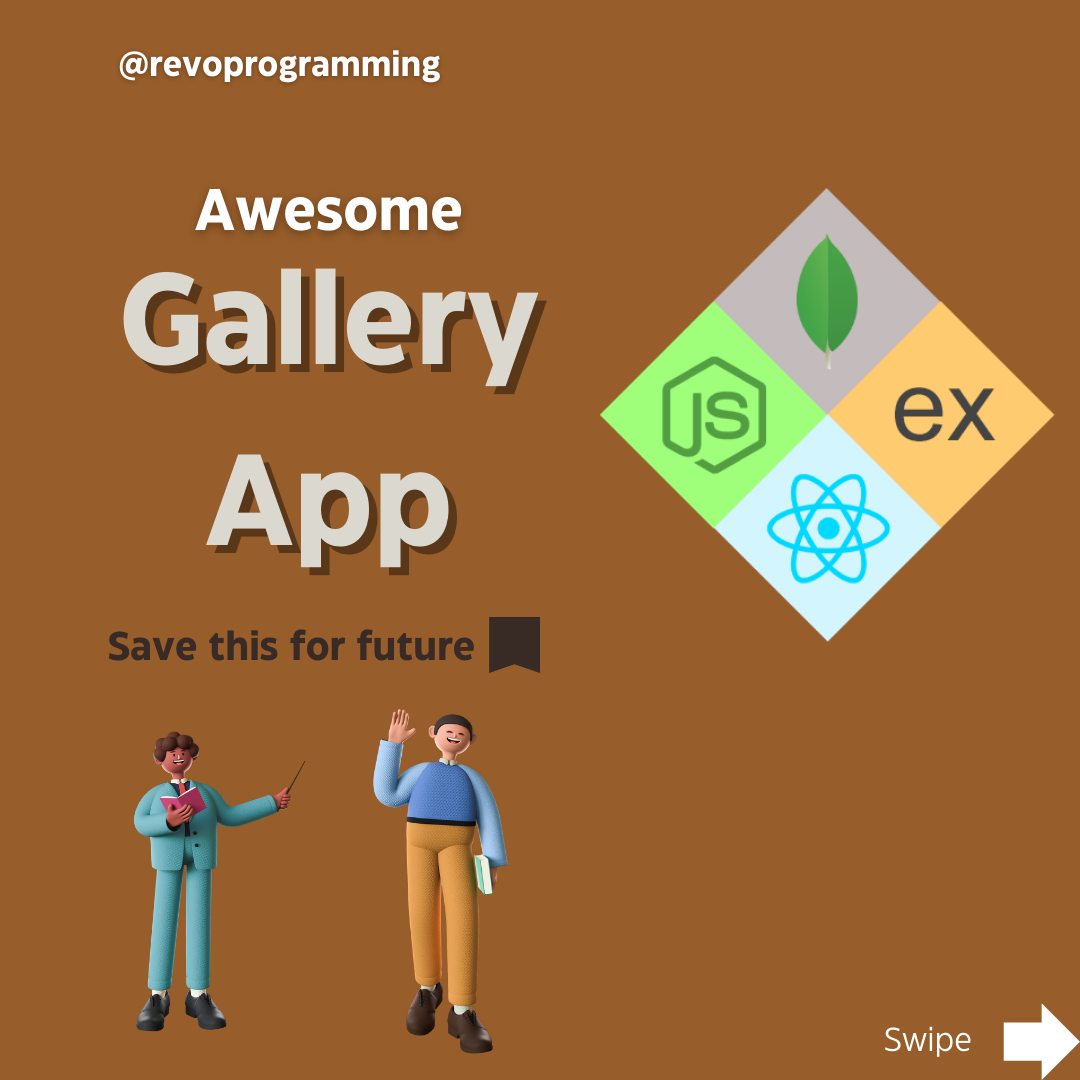 @revoprogramming
Awesome
Gallery
App
JS
ex
Save this for future
Swipe